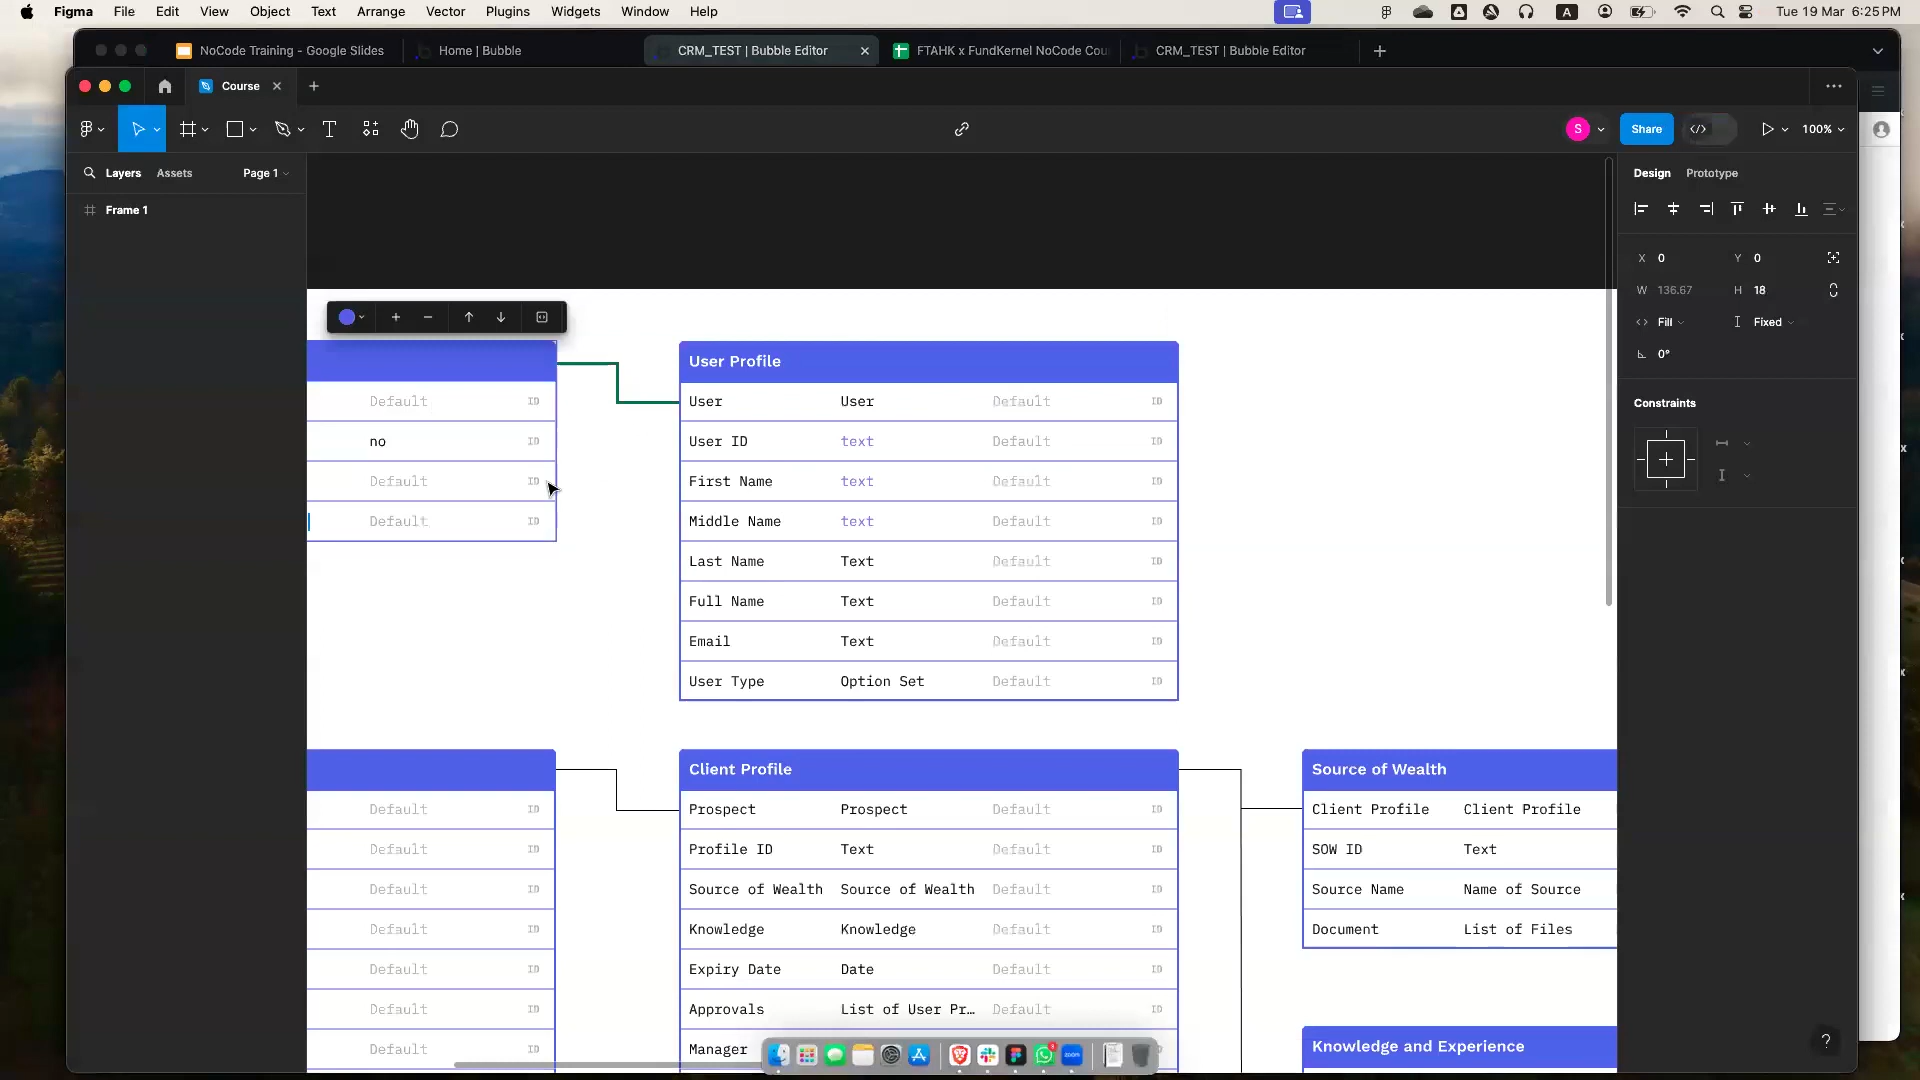 Figma File Edit View Object Text Arrange Vector Plugins Widgets Window Help
A
Tue 19 Mar 6:25 PM
NoCode Training - Google Slides
Home | Bubble
CRM_TEST | Bubble Editor
FTAHK x FundKernel NoCode Cou
CRM_TEST | Bubble Editor
Course
S
Share
100%
Layers Assets Page 1
Frame 1
Design Prototype
X 0 Y 0
W 136.67 H 18
Fill Fixed
0°
Constraints
Default ID
no ID
Default ID
Default ID
User Profile
User User Default ID
User ID text Default ID
First Name text Default ID
Middle Name text Default ID
Last Name Text Default ID
Full Name Text Default ID
Email Text Default ID
User Type Option Set Default ID
Default ID
Default ID
Default ID
Default ID
Default ID
Default ID
Default ID
Client Profile
Prospect Prospect Default ID
Profile ID Text Default ID
Source of Wealth Source of Wealth Default ID
Knowledge Knowledge Default ID
Expiry Date Date Default ID
Approvals List of User Pr… Default ID
Manager
Source of Wealth
Client Profile Client Profile
SOW ID Text
Source Name Name of Source
Document List of Files
Knowledge and Experience
zoom
?